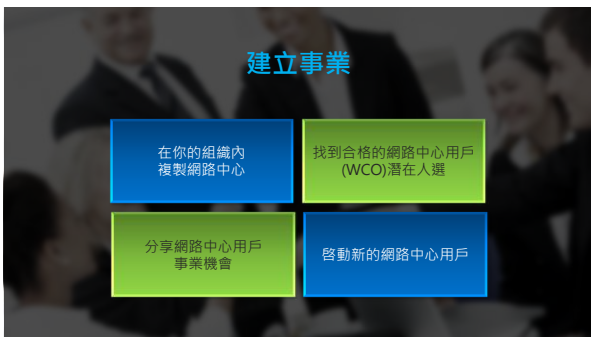 建立事業
在你的組織內
複製網路中心
找到合格的網路中心用戶
(WCO)潛在人選
分享網路中心用戶
事業機會
啓動新的網路中心用戶